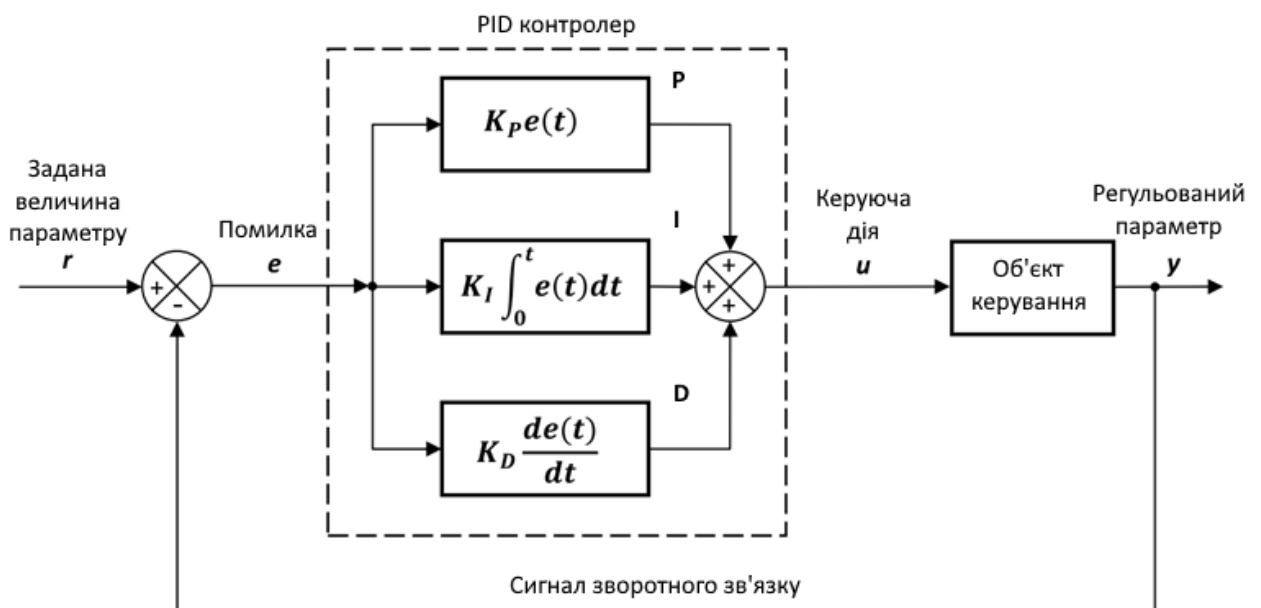 PID контролер
P
K_P e(t)
Задана
величина
параметру
r
Помилка
e
+
-
I
K_I ∫_0^t e(t)dt
+
+
+
Керуюча
дія
u
Об'єкт
керування
Регульований
параметр
y
D
K_D de(t)/dt
Сигнал зворотного зв'язку